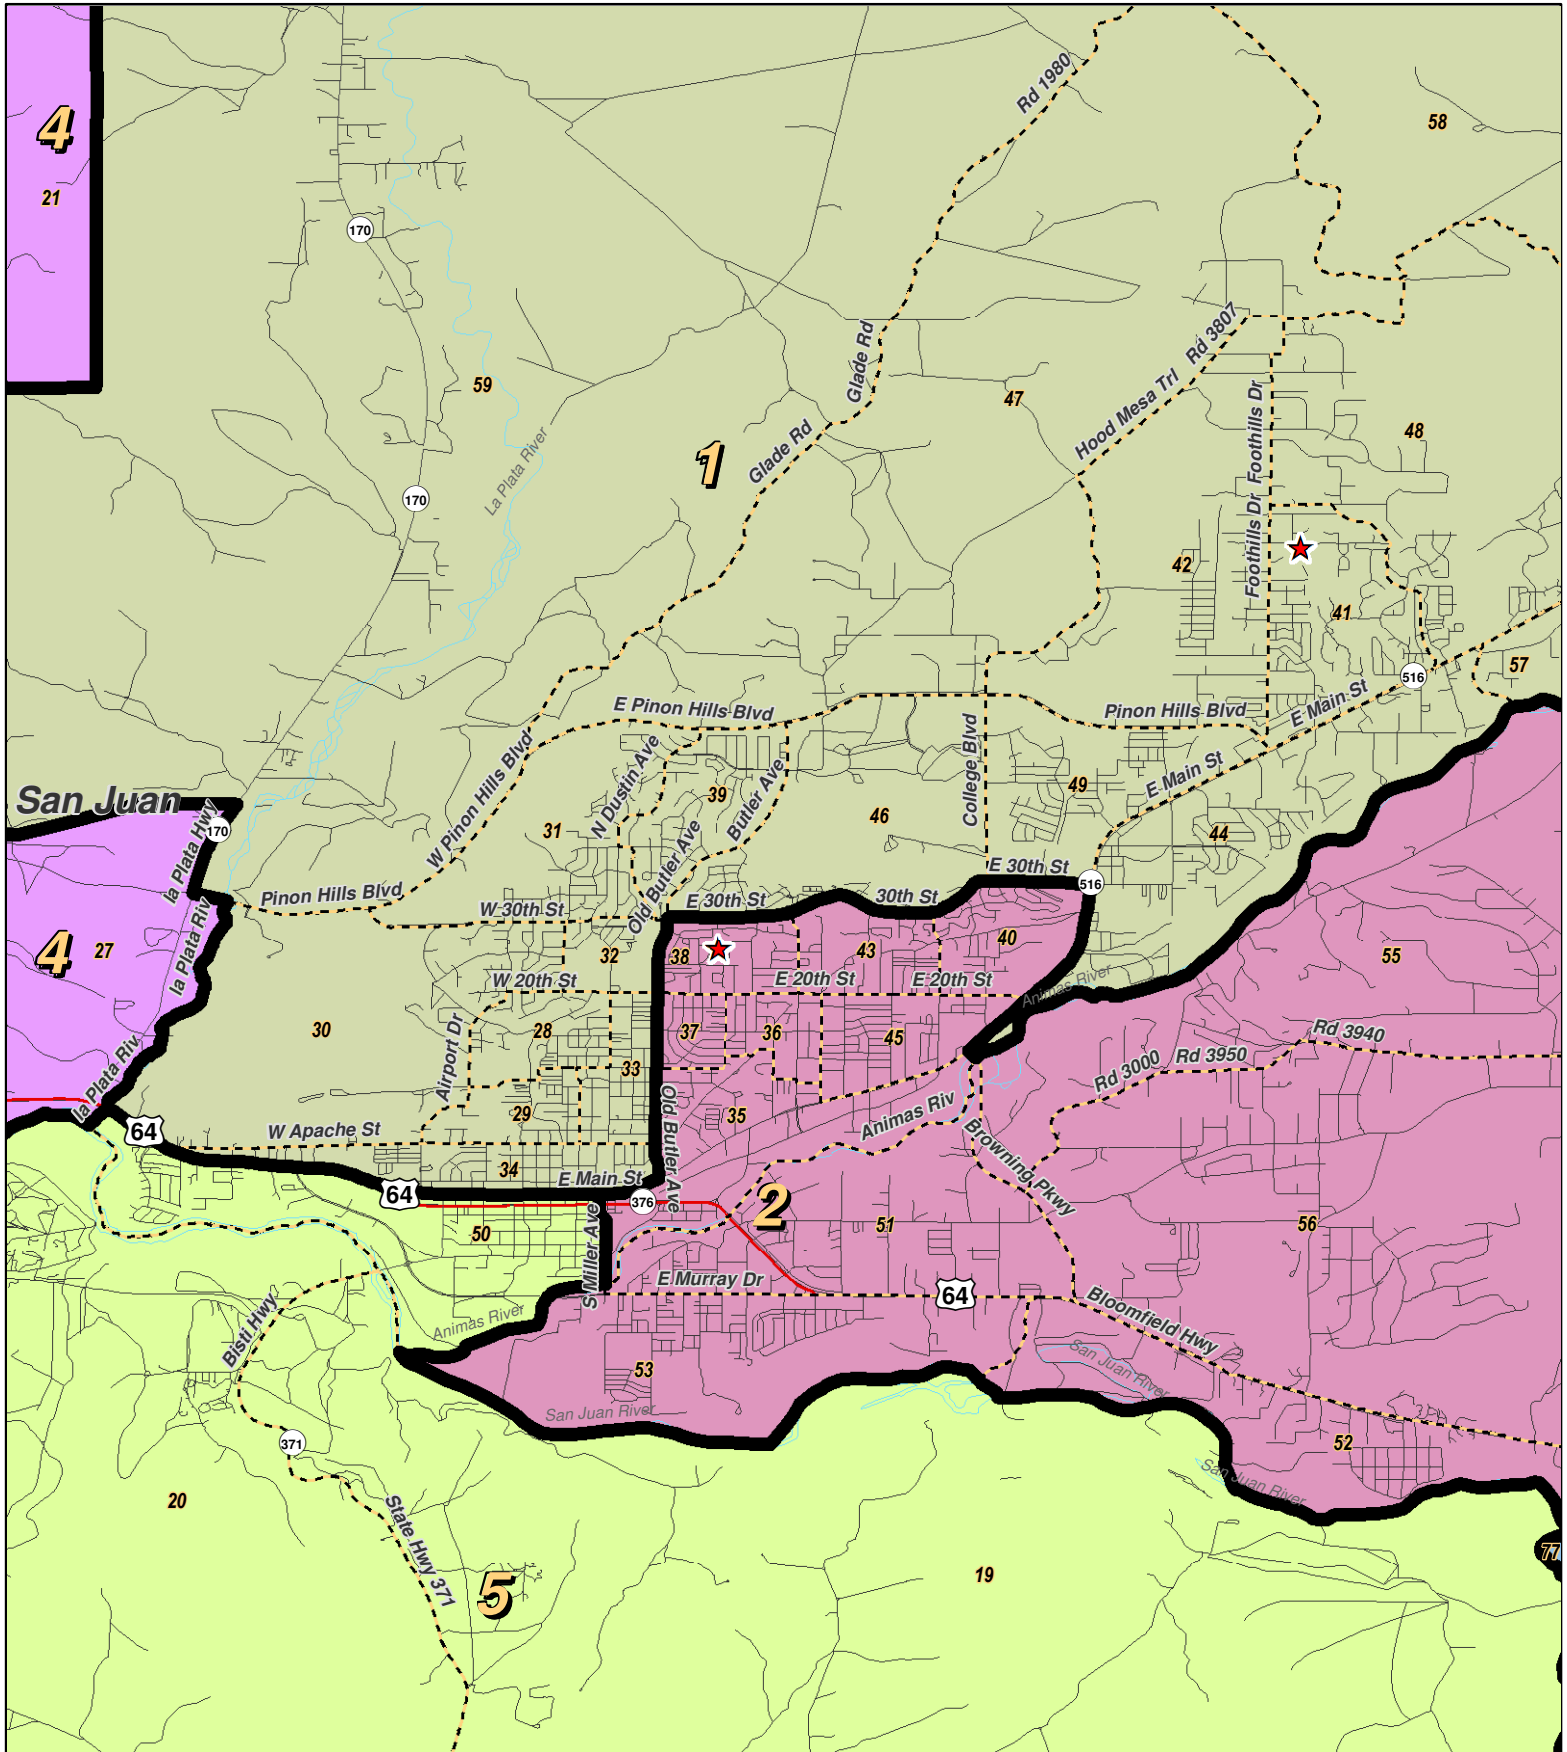 4
21
58
Rd 1980
170
Rd 3807
Glade Rd
59
47
Hood Mesa Trl
Foothills Dr
48
1
Glade Rd
La Plata River
170
Foothills Dr
42
41
57
516
E Main St
E Pinon Hills Blvd
Pinon Hills Blvd
W Pinon Hills Blvd
N Dustin Ave
39
Butler Ave
College Blvd
49
E Main St
San Juan
170
la Plata Hwy
31
46
44
Old Butler Ave
E 30th St
516
Pinon Hills Blvd
W 30th St
E 30th St
30th St
4
27
la Plata Riv
32
38
43
40
55
W 20th St
E 20th St
E 20th St
Animas River
30
28
37
36
45
Rd 3940
Airport Dr
33
Rd 3950
Rd 3000
la Plata Riv
29
35
Old Butler Ave
Animas Riv
64
W Apache St
Browning Pkwy
34
E Main St
64
376
2
50
S Miller Ave
51
56
E Murray Dr
64
Bisti Hwy
Animas River
Bloomfield Hwy
53
San Juan River
San Juan River
371
52
San Juan River
20
State Hwy 371
77
5
19